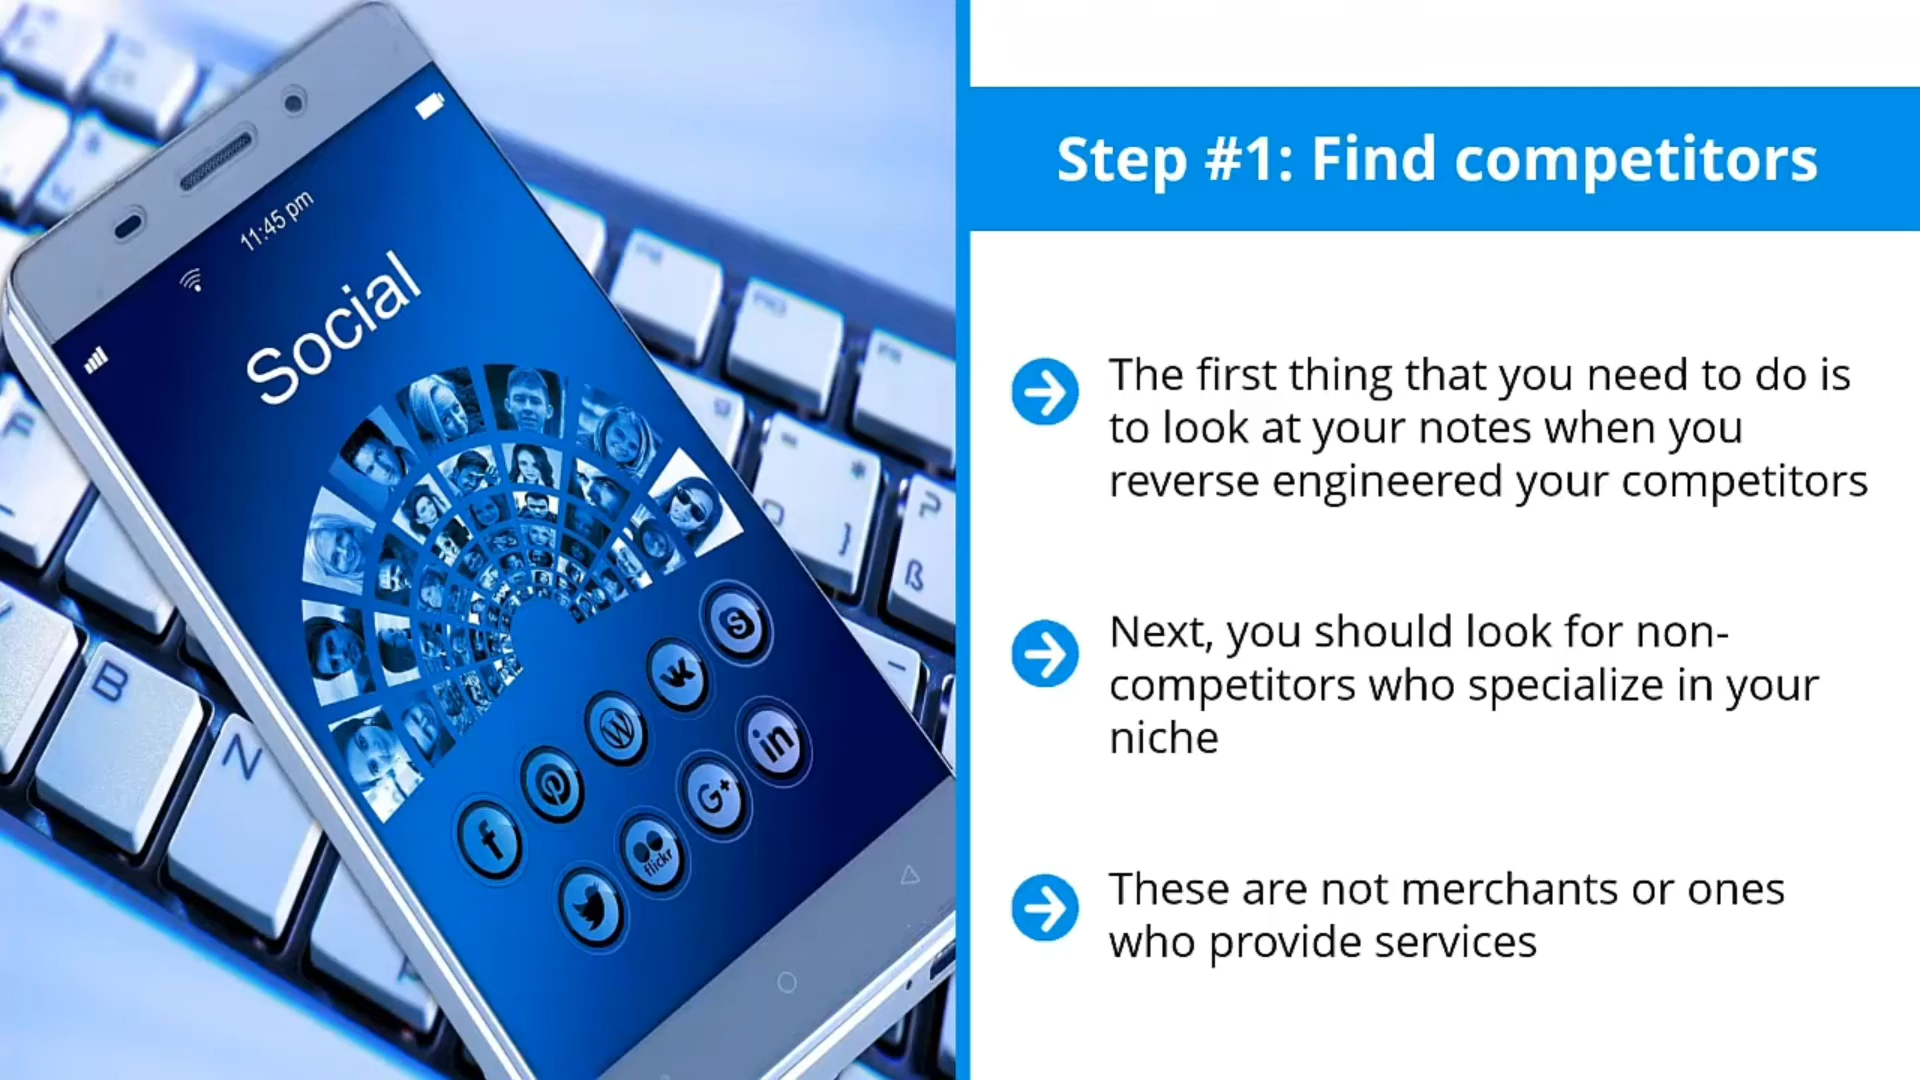 11:45 pm
Social
flickr
B
N
Step #1: Find competitors
The first thing that you need to do is
to look at your notes when you
reverse engineered your competitors
Next, you should look for non-
competitors who specialize in your
niche
These are not merchants or ones
who provide services